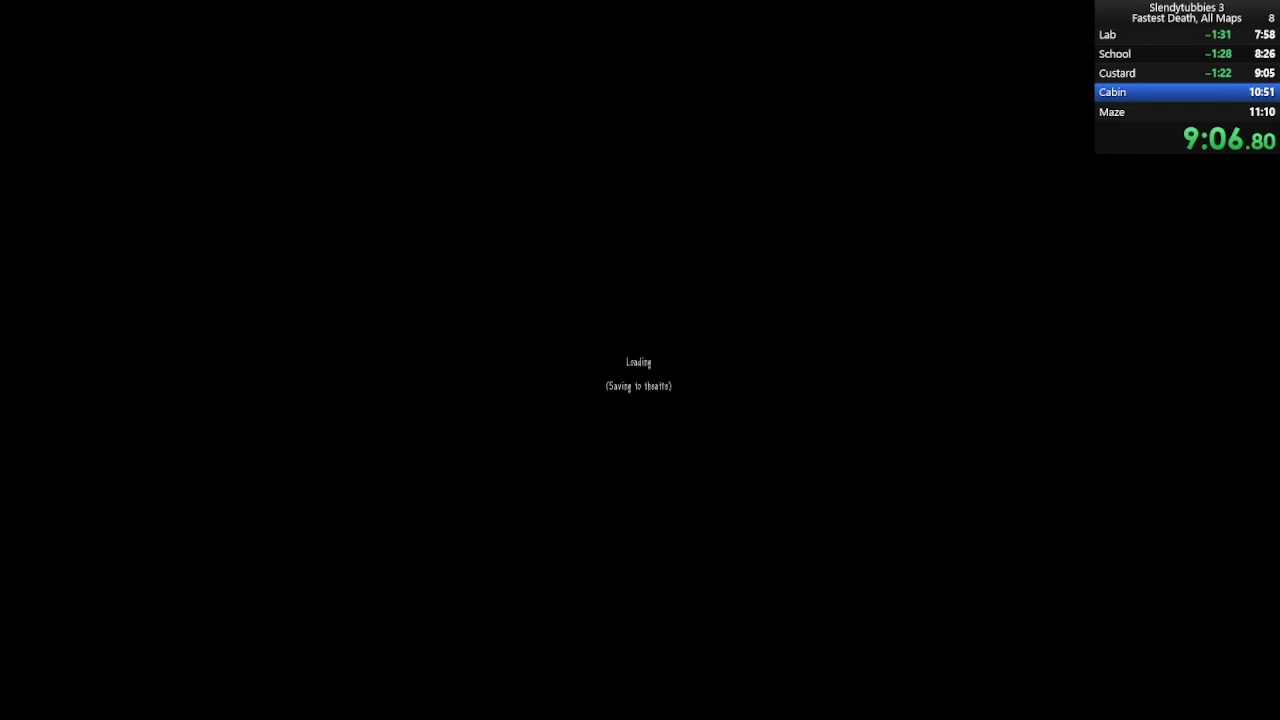 Slendytubbies 3
Fastest Death, All Maps 8
Lab -1:31 7:58
School -1:28 8:26
Custard -1:22 9:05
Cabin 10:51
Maze 11:10
9:06.80
Loading
(Saving to theatre)